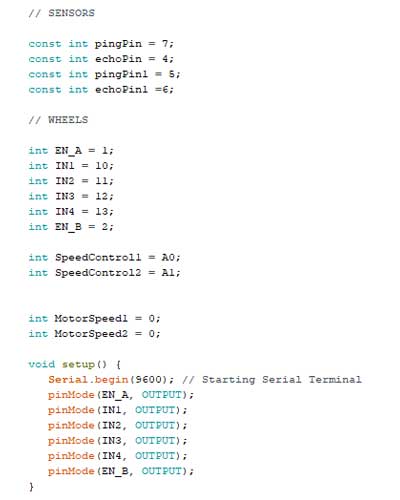 // SENSORS
const int pingPin = 7;
const int echoPin = 4;
const int pingPin1 = 5;
const int echoPin1 =6;
// WHEELS
int EN_A = 1;
int IN1 = 10;
int IN2 = 11;
int IN3 = 12;
int IN4 = 13;
int EN_B = 2;
int SpeedControl1 = A0;
int SpeedControl2 = A1;
int MotorSpeed1 = 0;
int MotorSpeed2 = 0;
void setup() {
Serial.begin(9600); // Starting Serial Terminal
pinMode(EN_A, OUTPUT);
pinMode(IN1, OUTPUT);
pinMode(IN2, OUTPUT);
pinMode(IN3, OUTPUT);
pinMode(IN4, OUTPUT);
pinMode(EN_B, OUTPUT);
}